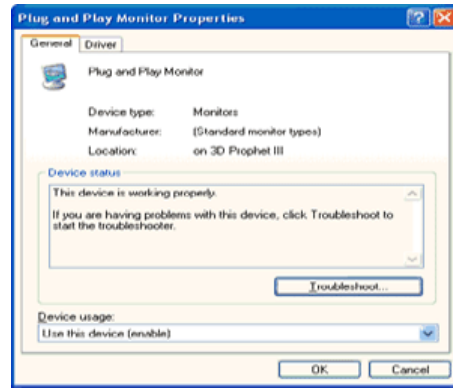 Plug and Play Monitor Properties
General Driver
Plug and Play Monitor
Device type: Monitors
Manufacturer: (Standard monitor types)
Location: on 3D Prophet III
Device status
This device is working properly.
If you are having problems with this device, click Troubleshoot to
start the troubleshooter.
Troubleshoot...
Device usage:
Use this device (enable)
OK Cancel